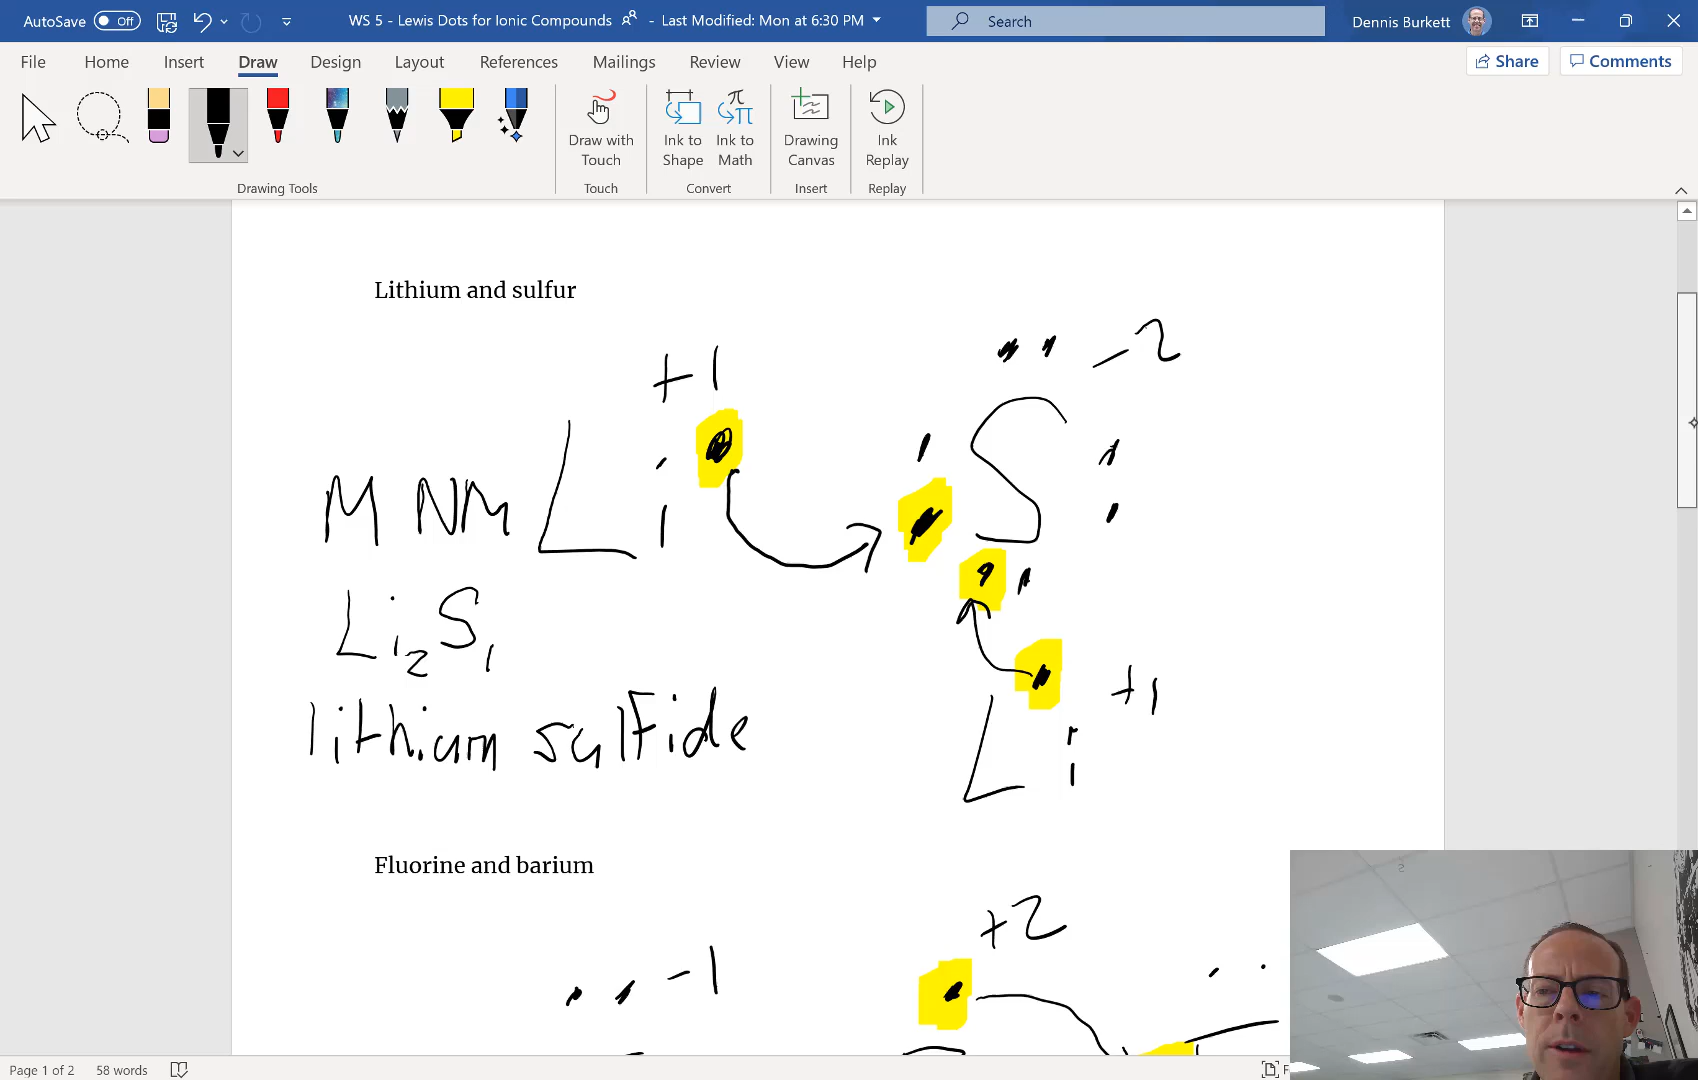 AutoSave Off WS 5 - Lewis Dots for Ionic Compounds - Last Modified: Mon at 6:30 PM Search Dennis Burkett
File Home Insert Draw Design Layout References Mailings Review View Help Share Comments
Draw with Touch
Ink to Shape
Ink to Math
Drawing Canvas
Ink Replay
Drawing Tools Touch Convert Insert Replay
Lithium and sulfur
+1 -2
M NM Li S
Li2S1
Li +1
lithium sulfide
Fluorine and barium
+2
-1
Page 1 of 2 58 words